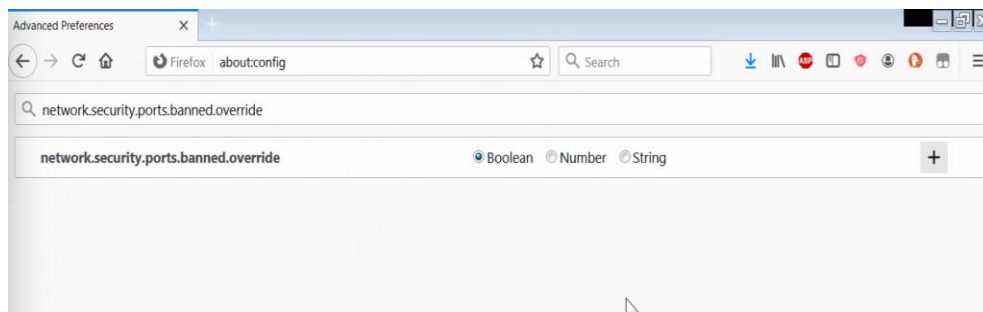 Advanced Preferences
Firefox about:config Search ABP
network.security.ports.banned.override
network.security.ports.banned.override Boolean Number String